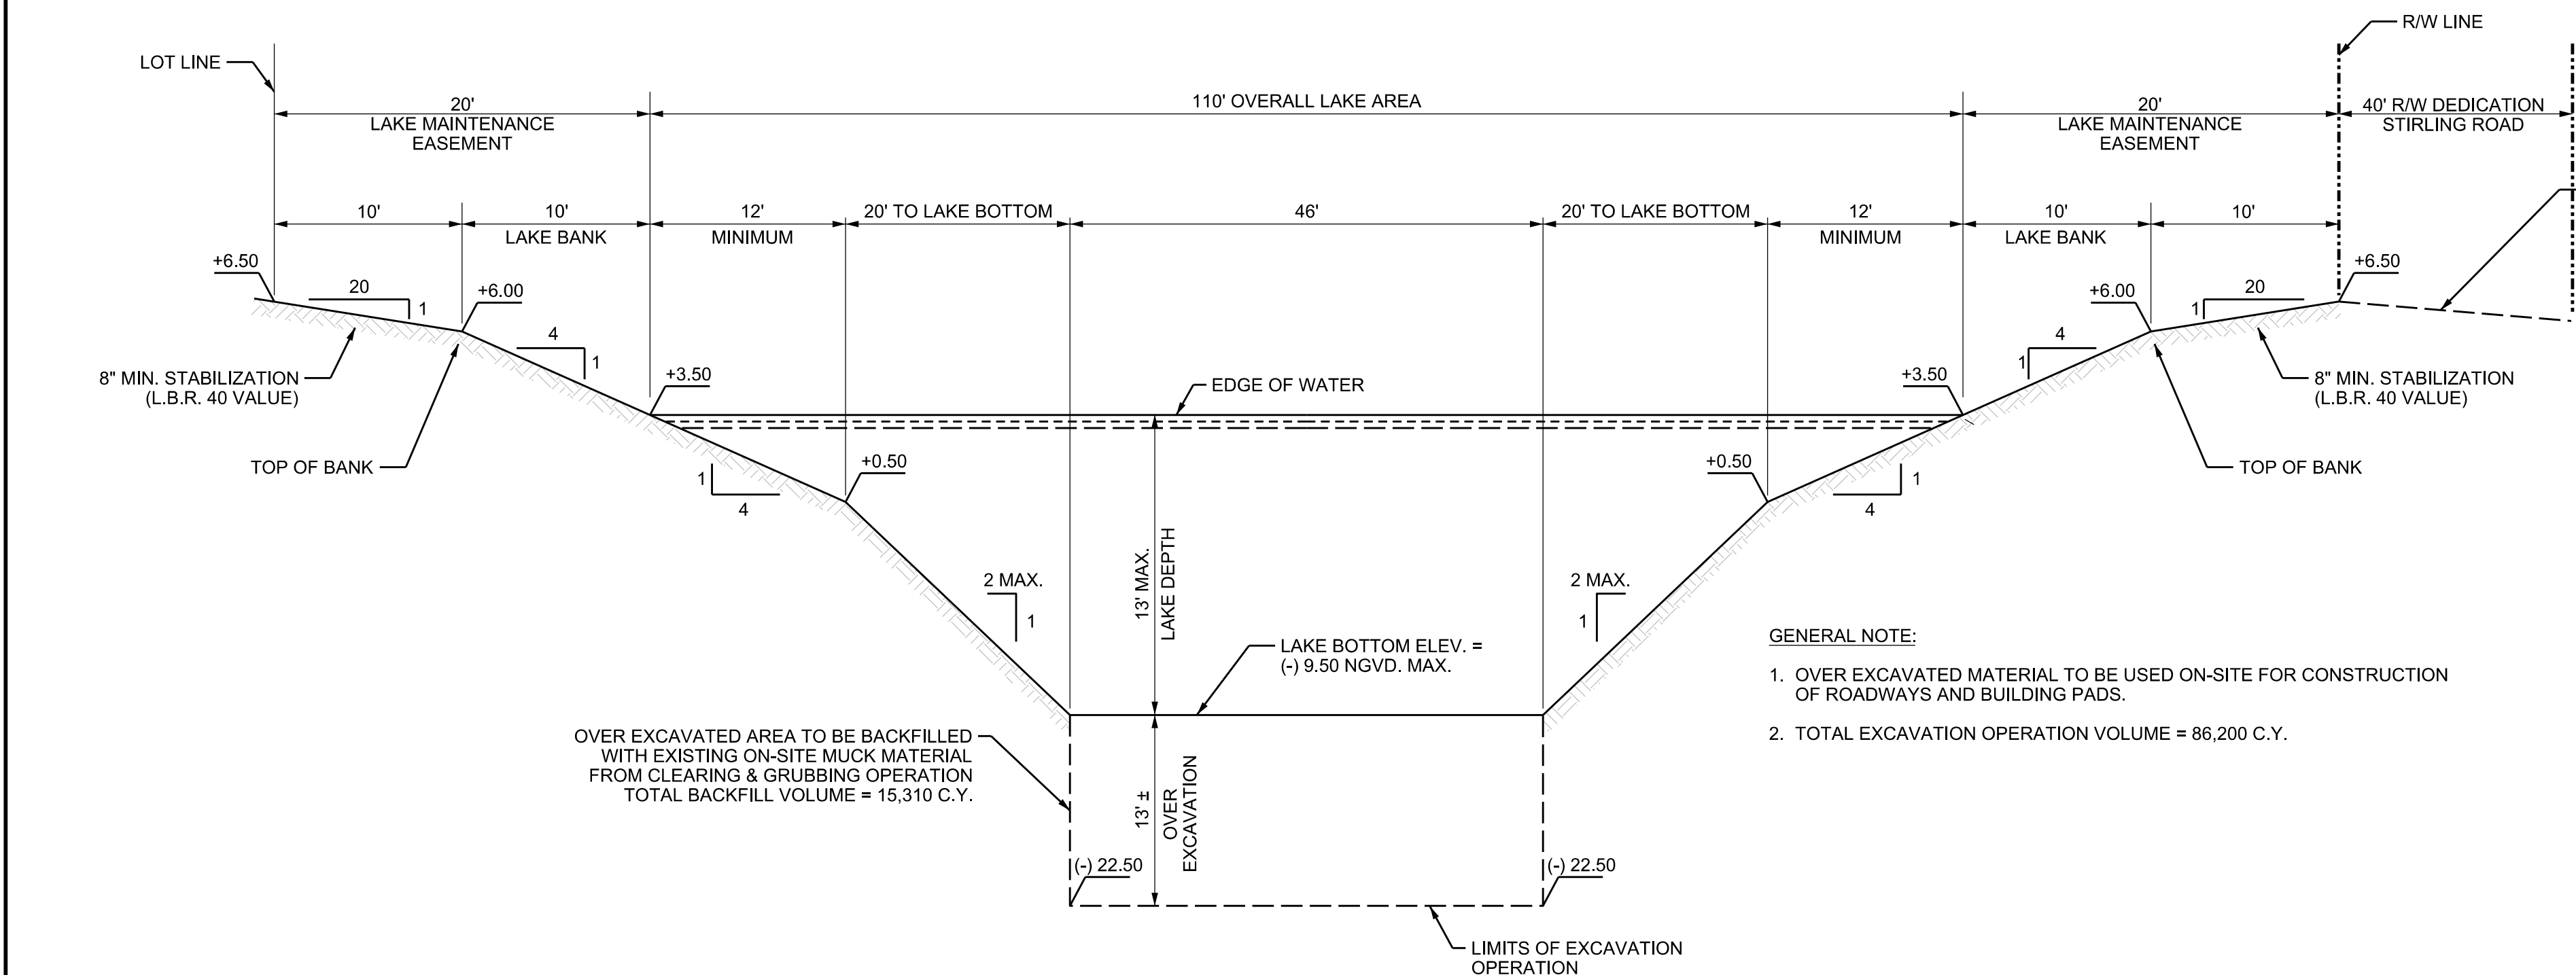 R/W LINE
LOT LINE
20'
LAKE MAINTENANCE
EASEMENT
110' OVERALL LAKE AREA
20'
LAKE MAINTENANCE
EASEMENT
40' R/W DEDICATION
STIRLING ROAD
10'
10'
LAKE BANK
12'
MINIMUM
20' TO LAKE BOTTOM
46'
20' TO LAKE BOTTOM
12'
MINIMUM
10'
LAKE BANK
10'
+6.50
20
1
+6.00
+6.00
20
1
+6.50
4
1
4
1
8" MIN. STABILIZATION
(L.B.R. 40 VALUE)
+3.50
EDGE OF WATER
+3.50
8" MIN. STABILIZATION
(L.B.R. 40 VALUE)
TOP OF BANK
+0.50
+0.50
TOP OF BANK
1
4
1
4
13' MAX.
LAKE DEPTH
2 MAX.
1
2 MAX.
1
LAKE BOTTOM ELEV. =
(-) 9.50 NGVD. MAX.
GENERAL NOTE:
1. OVER EXCAVATED MATERIAL TO BE USED ON-SITE FOR CONSTRUCTION
OF ROADWAYS AND BUILDING PADS.
2. TOTAL EXCAVATION OPERATION VOLUME = 86,200 C.Y.
OVER EXCAVATED AREA TO BE BACKFILLED
WITH EXISTING ON-SITE MUCK MATERIAL
FROM CLEARING & GRUBBING OPERATION
TOTAL BACKFILL VOLUME = 15,310 C.Y.
13' ±
OVER
EXCAVATION
(-) 22.50
(-) 22.50
LIMITS OF EXCAVATION
OPERATION